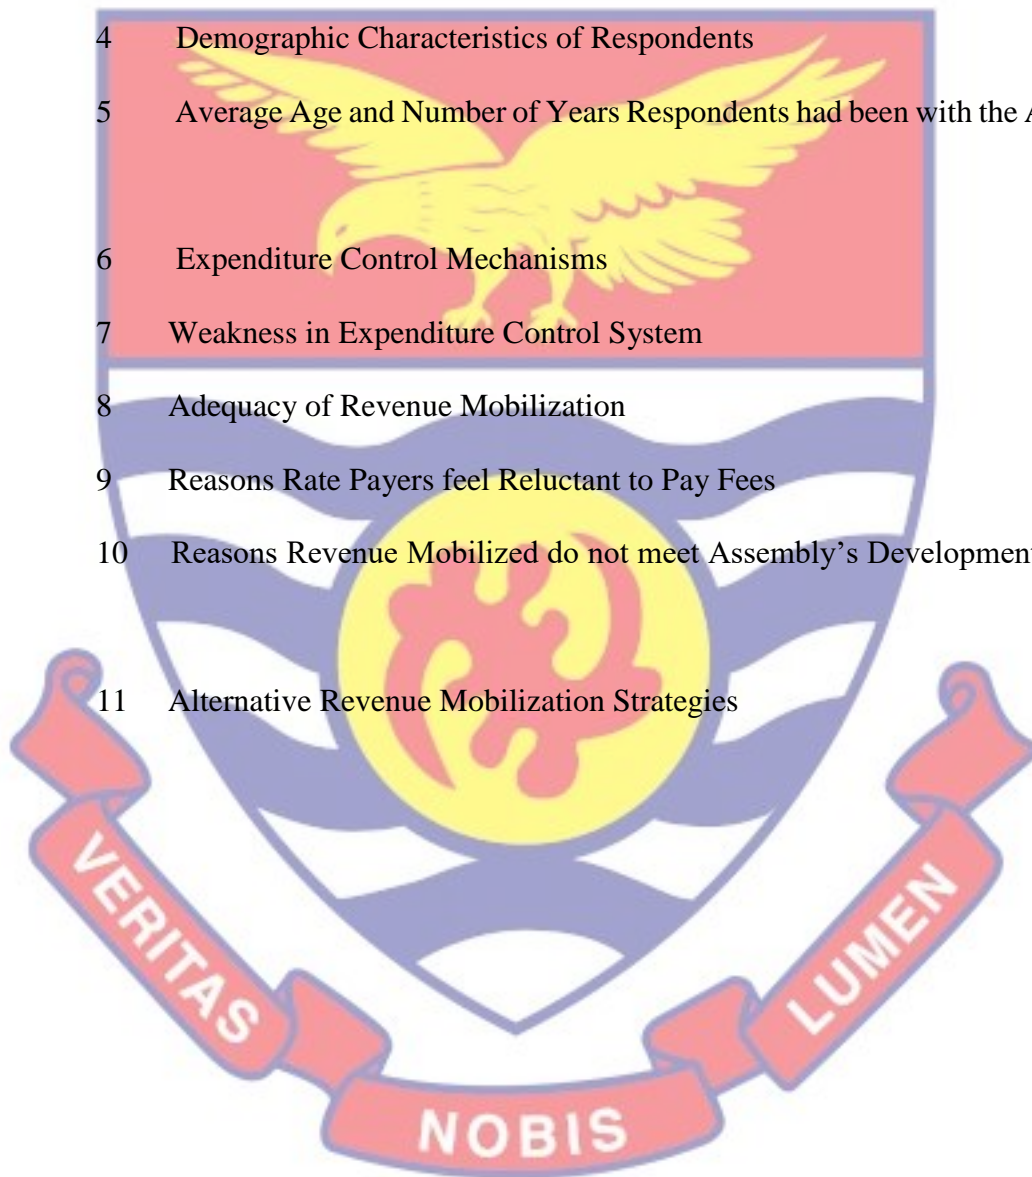 4 Demographic Characteristics of Respondents
5 Average Age and Number of Years Respondents had been with the
6 Expenditure Control Mechanisms
7 Weakness in Expenditure Control System
8 Adequacy of Revenue Mobilization
9 Reasons Rate Payers feel Reluctant to Pay Fees
10 Reasons Revenue Mobilized do not meet Assembly’s Development
11 Alternative Revenue Mobilization Strategies
VERITAS
NOBIS
LUMEN